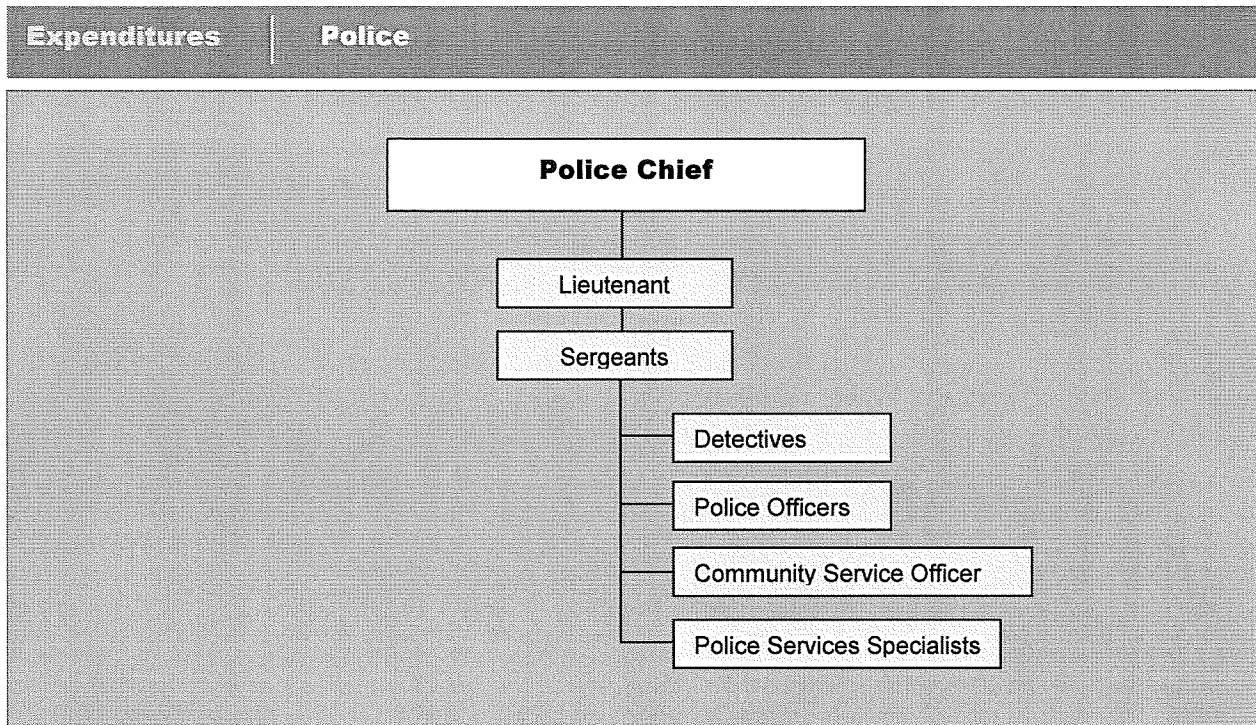 Expenditures | Police
Police Chief
Lieutenant
Sergeants
Detectives
Police Officers
Community Service Officer
Police Services Specialists